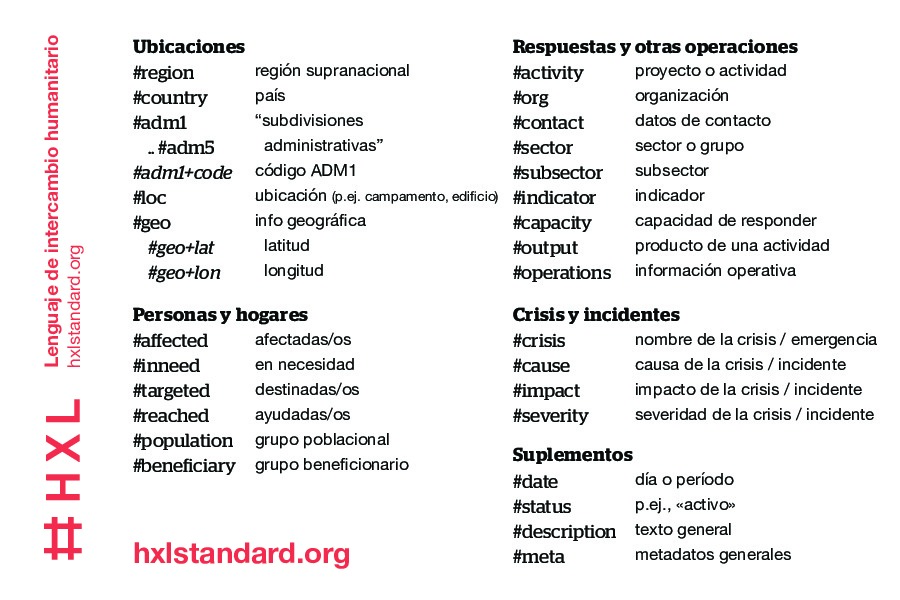 #HXL
Lenguaje de intercambio humanitario
hxlstandard.org
Ubicaciones
#region región supranacional
#country país
#adm1 “subdivisiones
.. #adm5 administrativas”
#adm1+code código ADM1
#loc ubicación (p.ej. campamento, edificio)
#geo info geográfica
#geo+lat latitud
#geo+lon longitud
Personas y hogares
#affected afectadas/os
#inneed en necesidad
#targeted destinadas/os
#reached ayudadas/os
#population grupo poblacional
#beneficiary grupo beneficionario
hxlstandard.org
Respuestas y otras operaciones
#activity proyecto o actividad
#org organización
#contact datos de contacto
#sector sector o grupo
#subsector subsector
#indicator indicador
#capacity capacidad de responder
#output producto de una actividad
#operations información operativa
Crisis y incidentes
#crisis nombre de la crisis / emergencia
#cause causa de la crisis / incidente
#impact impacto de la crisis / incidente
#severity severidad de la crisis / incidente
Suplementos
#date día o período
#status p.ej., «activo»
#description texto general
#meta metadatos generales